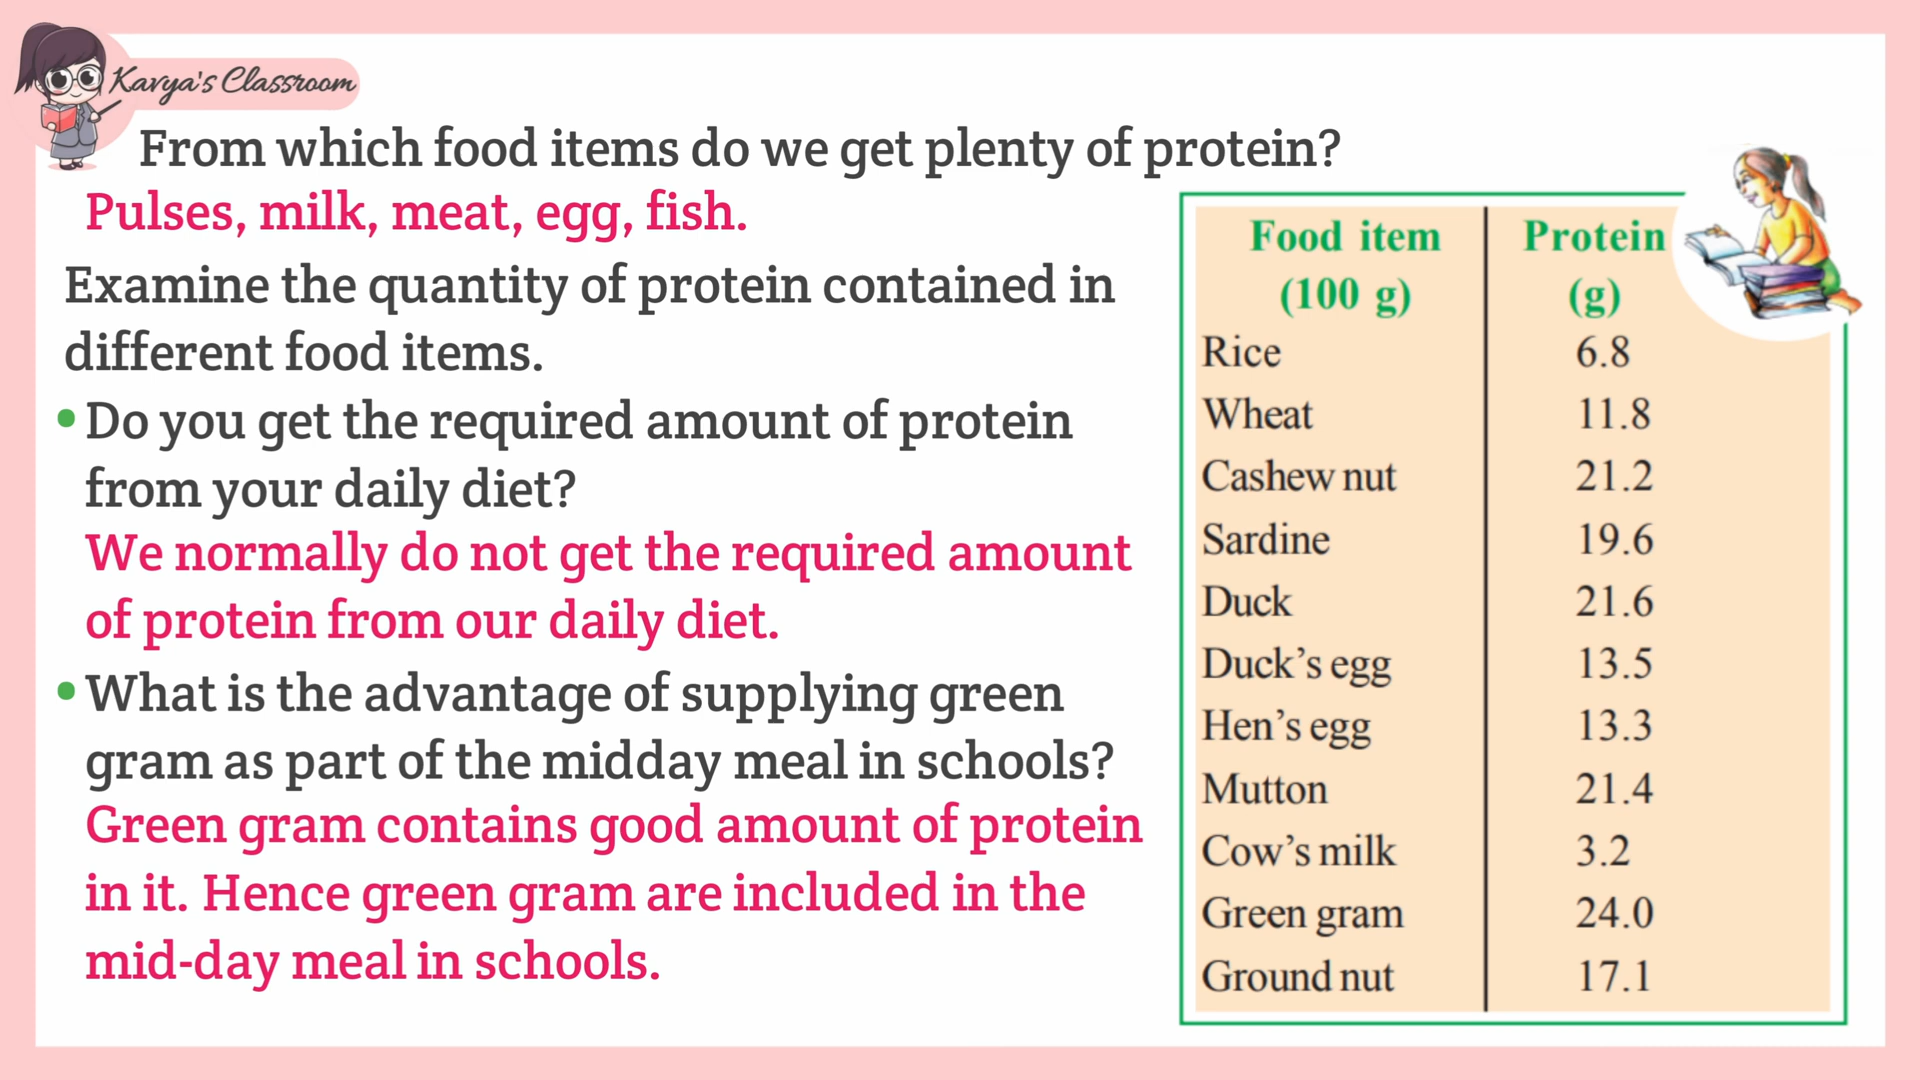 Karya's Classroom
From which food items do we get plenty of protein?
Pulses, milk, meat, egg, fish.
Examine the quantity of protein contained in
different food items.
• Do you get the required amount of protein
from your daily diet?
We normally do not get the required amount
of protein from our daily diet.
• What is the advantage of supplying green
gram as part of the midday meal in schools?
Green gram contains good amount of protein
in it. Hence green gram are included in the
mid-day meal in schools.
Food item Protein
(100 g) (g)
Rice 6.8
Wheat 11.8
Cashew nut 21.2
Sardine 19.6
Duck 21.6
Duck's egg 13.5
Hen's egg 13.3
Mutton 21.4
Cow's milk 3.2
Green gram 24.0
Ground nut 17.1